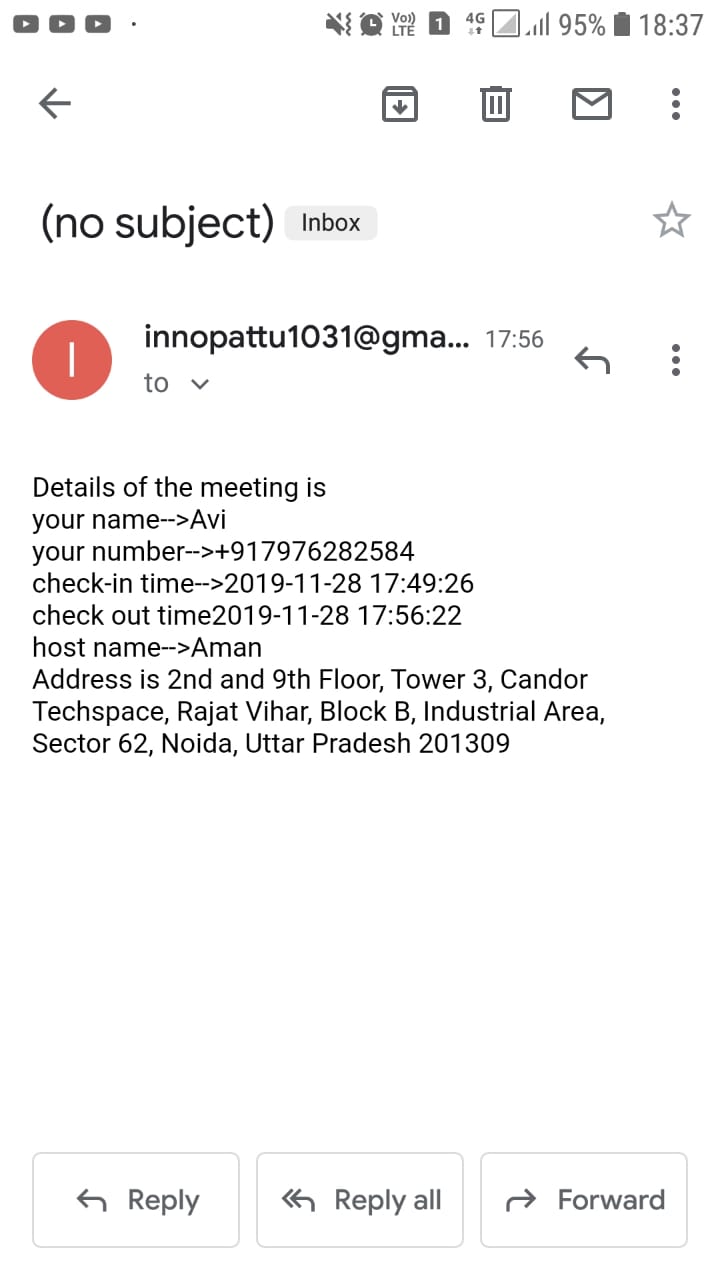 Vo)) LTE 1 4G 95% 18:37
(no subject) Inbox
I
innopattu1031@gma... 17:56
to
Details of the meeting is
your name-->Avi
your number-->+917976282584
check-in time-->2019-11-28 17:49:26
check out time2019-11-28 17:56:22
host name-->Aman
Address is 2nd and 9th Floor, Tower 3, Candor
Techspace, Rajat Vihar, Block B, Industrial Area,
Sector 62, Noida, Uttar Pradesh 201309
Reply Reply all Forward